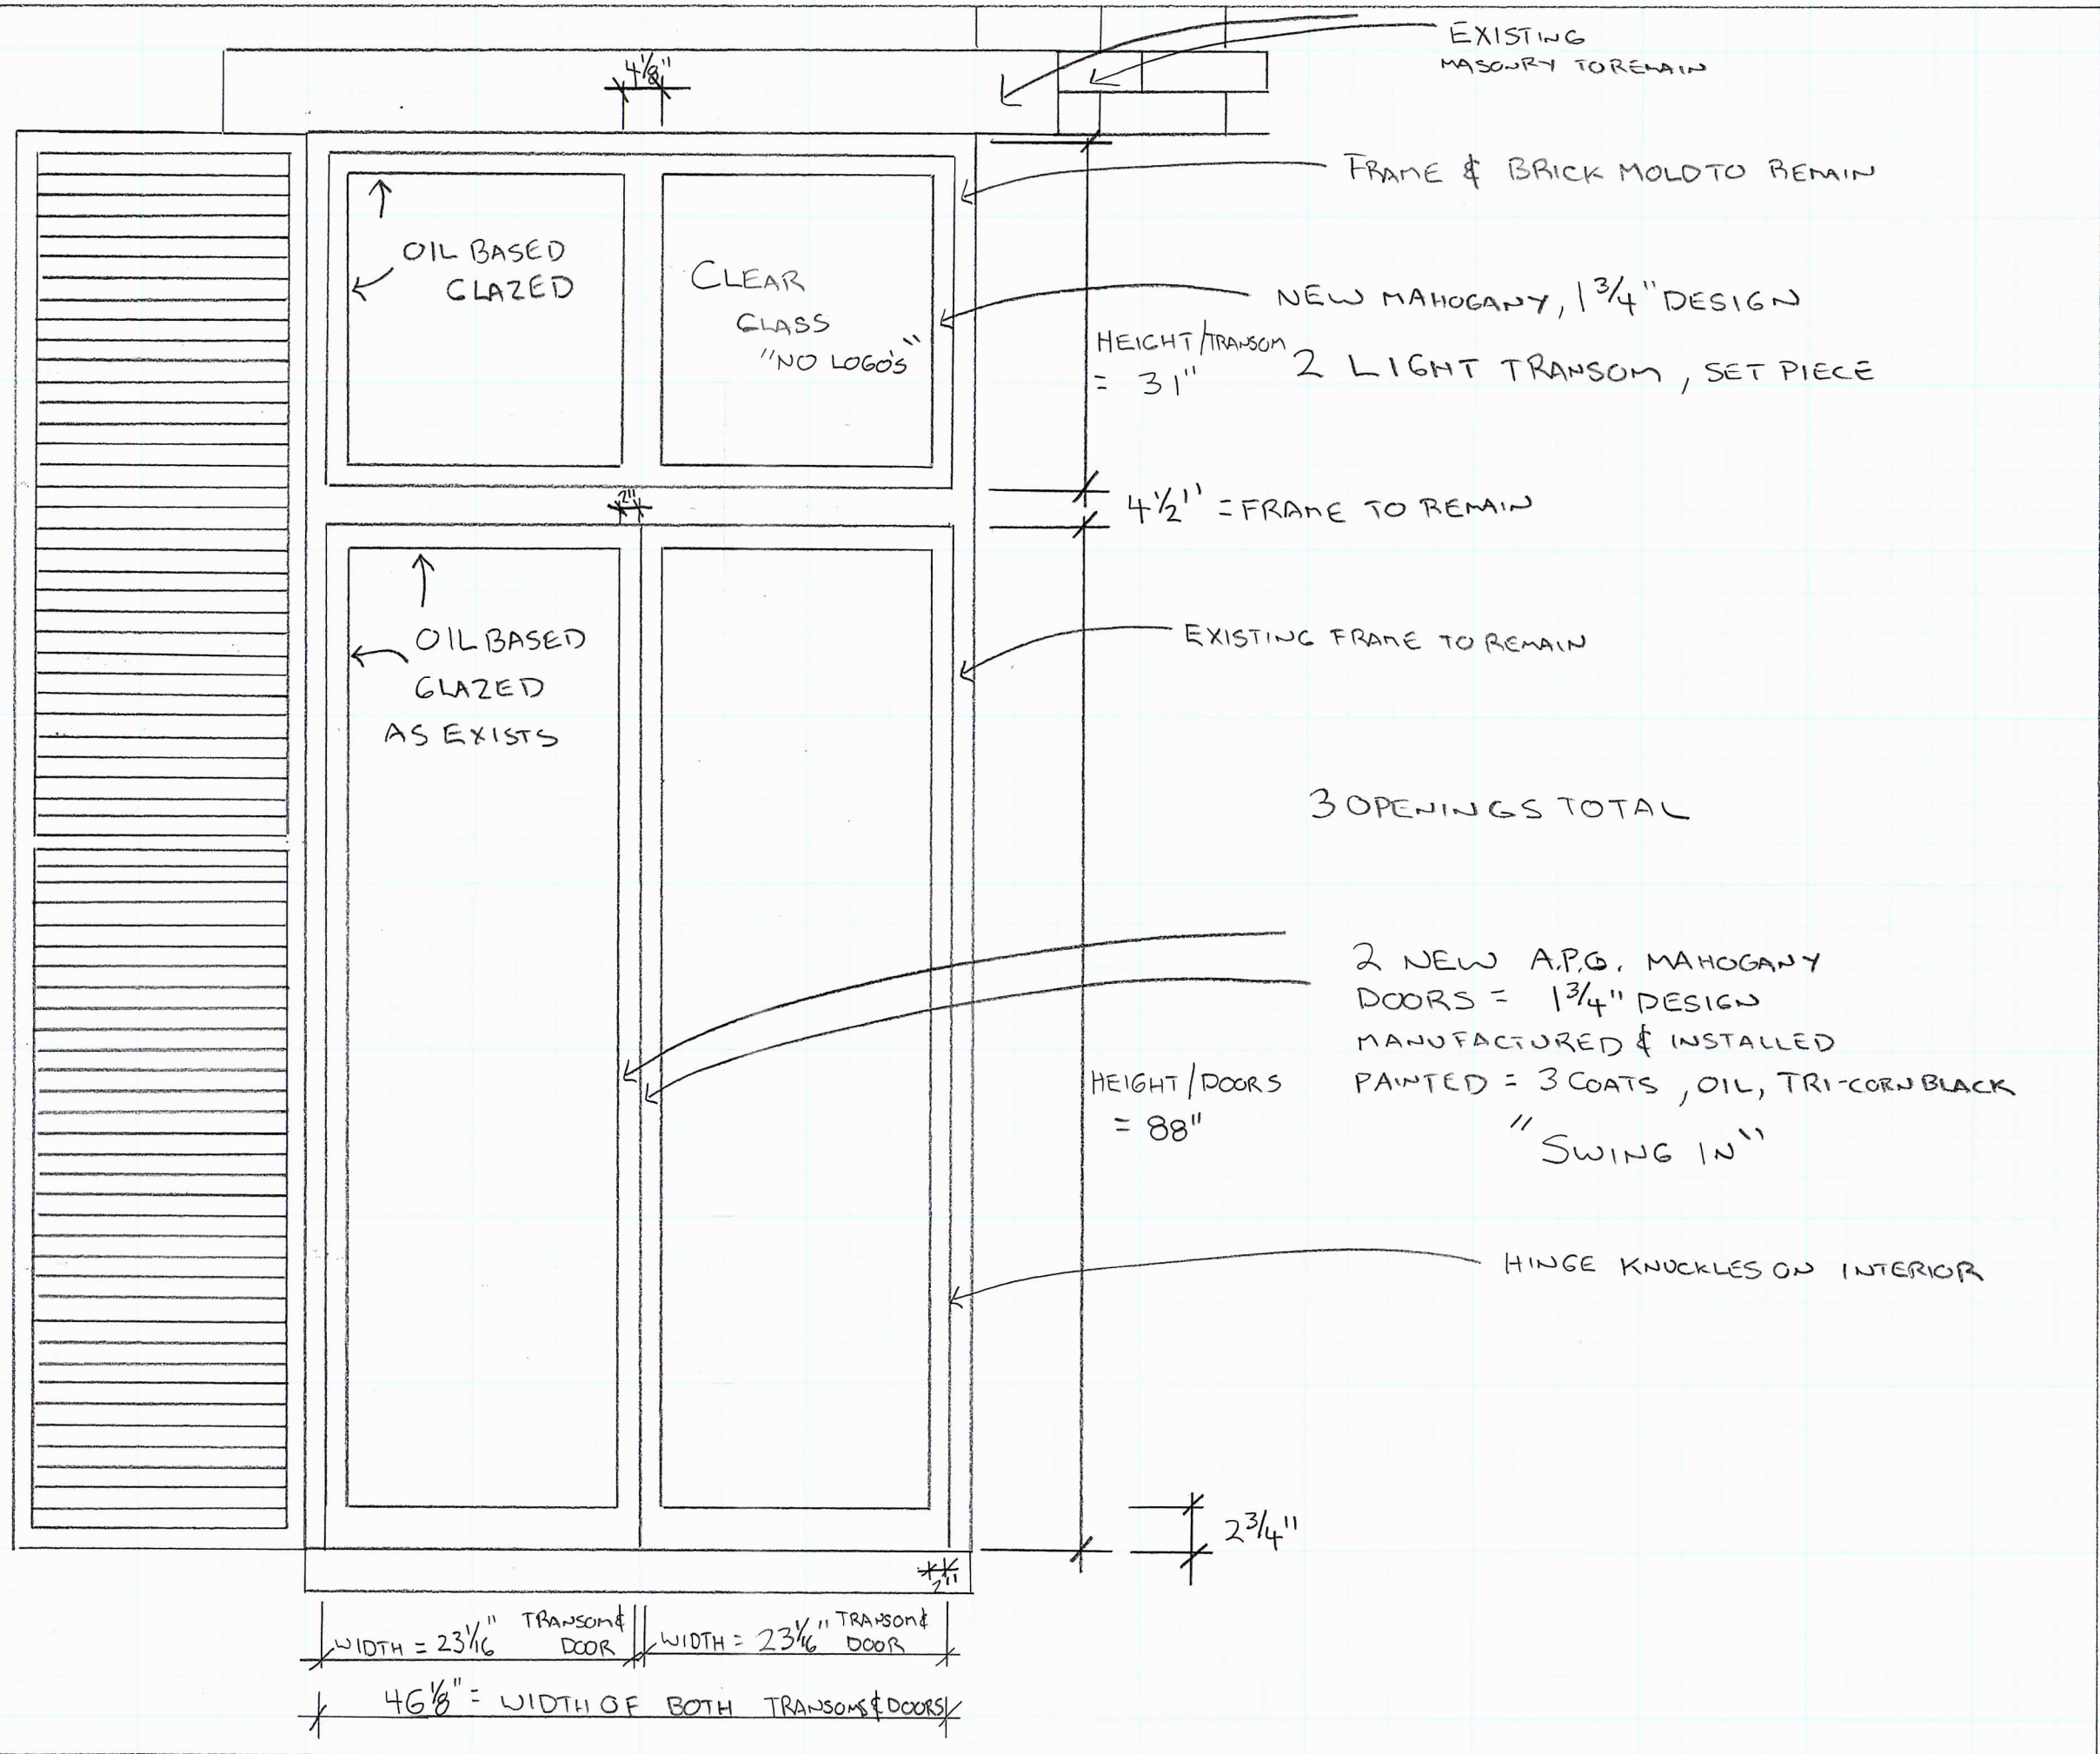 EXISTING
MASONRY TO REMAIN
4 1/8"
FRAME & BRICK MOLD TO REMAIN
OIL BASED
GLAZED
CLEAR
GLASS
"NO LOGO'S"
NEW MAHOGANY, 1 3/4" DESIGN
2 LIGHT TRANSOM, SET PIECE
HEIGHT/TRANSOM
= 31"
2"
4 1/2" = FRAME TO REMAIN
OIL BASED
GLAZED
AS EXISTS
EXISTING FRAME TO REMAIN
3 OPENINGS TOTAL
2 NEW A.P.G. MAHOGANY
DOORS = 1 3/4" DESIGN
MANUFACTURED & INSTALLED
PAINTED = 3 COATS, OIL, TRI-CORN BLACK
"SWING IN"
HEIGHT/DOORS
= 88"
HINGE KNUCKLES ON INTERIOR
2 3/4"
2"
WIDTH = 23 1/16" TRANSOM & DOOR
WIDTH = 23 1/16" TRANSOM & DOOR
46 1/8" = WIDTH OF BOTH TRANSOMS & DOORS